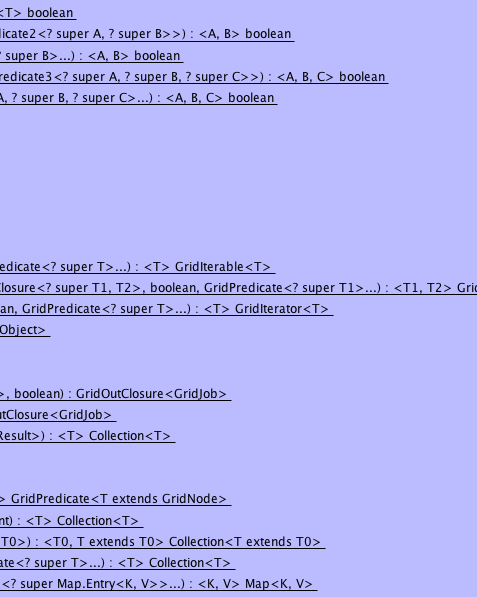 <T> boolean
dicate2<? super A, ? super B>>) : <A, B> boolean
? super B>...) : <A, B> boolean
redicate3<? super A, ? super B, ? super C>>) : <A, B, C> boolean
A, ? super B, ? super C>...) : <A, B, C> boolean
edicate<? super T>...) : <T> GridIterable<T>
Closure<? super T1, T2>, boolean, GridPredicate<? super T1>...) : <T1, T2> Grid
an, GridPredicate<? super T>...) : <T> GridIterator<T>
Object>
>, boolean) : GridOutClosure<GridJob>
utClosure<GridJob>
Result>) : <T> Collection<T>
> GridPredicate<T extends GridNode>
nt) : <T> Collection<T>
T0>) : <T0, T extends T0> Collection<T extends T0>
ate<? super T>...) : <T> Collection<T>
<? super Map.Entry<K, V>>...) : <K, V> Map<K, V>